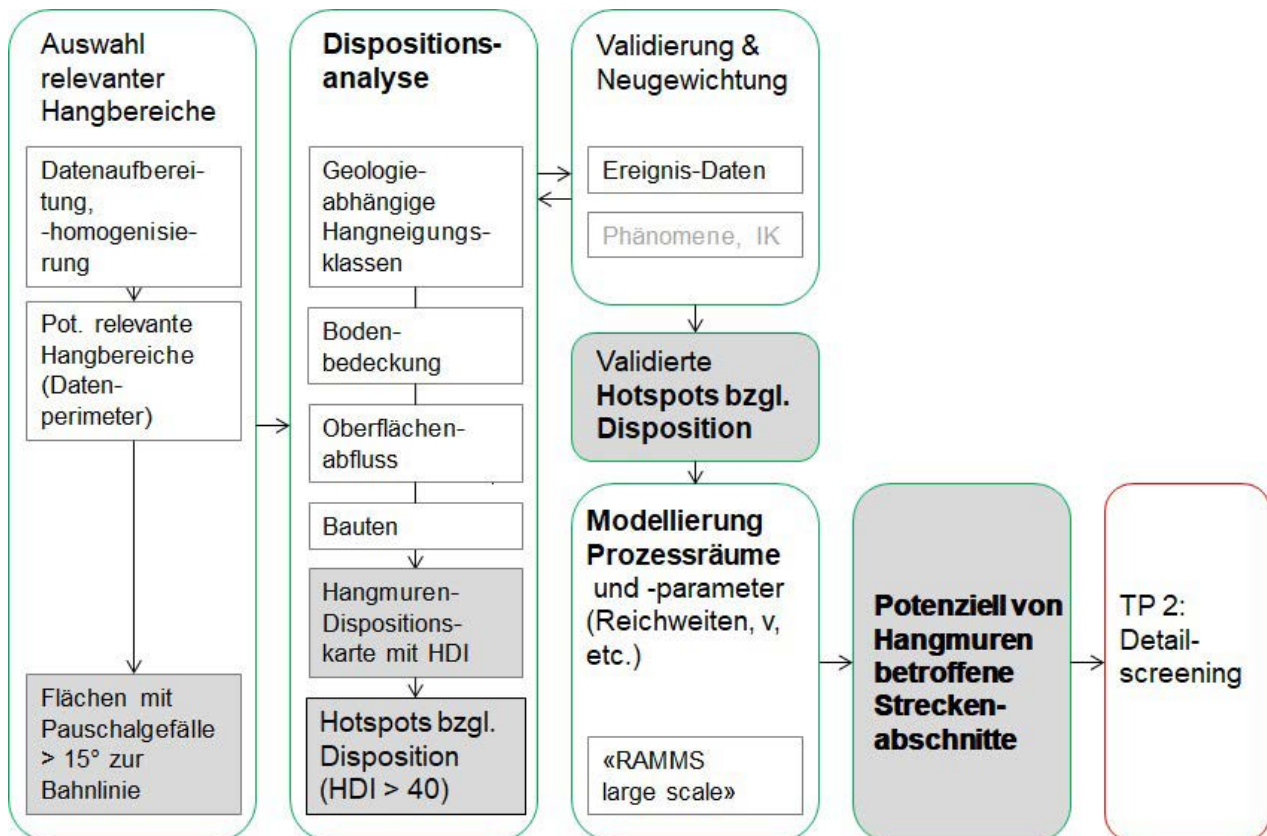 Auswahl
relevanter
Hangbereiche
Datenaufberei-
tung,
-homogenisie-
rung
Pot. relevante
Hangbereiche
(Daten-
perimeter)
Flächen mit
Pauschalgefälle
> 15° zur
Bahnlinie
Dispositions-
analyse
Geologie-
abhängige
Hangneigungs-
klassen
Boden-
bedeckung
Oberflächen-
abfluss
Bauten
Hangmuren-
Dispositions-
karte mit HDI
Hotspots bzgl.
Disposition
(HDI > 40)
Validierung &
Neugewichtung
Ereignis-Daten
Phänomene, IK
Validierte
Hotspots bzgl.
Disposition
Modellierung
Prozessräume
und -parameter
(Reichweiten, v,
etc.)
«RAMMS
large scale»
Potenziell von
Hangmuren
betroffene
Strecken-
abschnitte
TP 2:
Detail-
screening